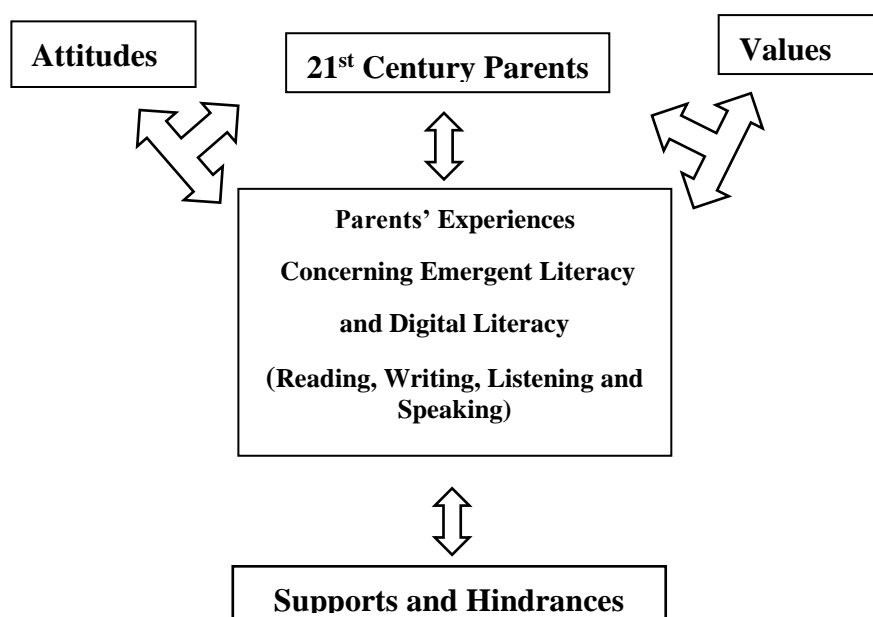 Attitudes
21st Century Parents
Values
Parents’ Experiences
Concerning Emergent Literacy
and Digital Literacy
(Reading, Writing, Listening and
Speaking)
Supports and Hindrances